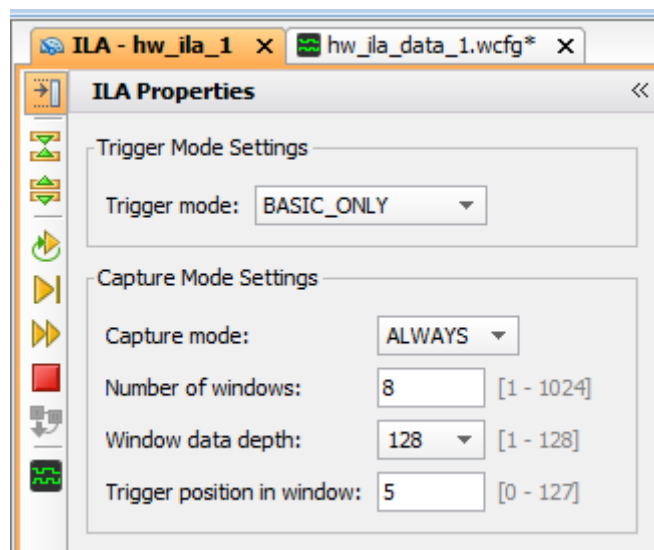 ILA - hw_ila_1 hw_ila_data_1.wcfg*
ILA Properties
Trigger Mode Settings
Trigger mode: BASIC_ONLY
Capture Mode Settings
Capture mode: ALWAYS
Number of windows: 8 [1 - 1024]
Window data depth: 128 [1 - 128]
Trigger position in window: 5 [0 - 127]